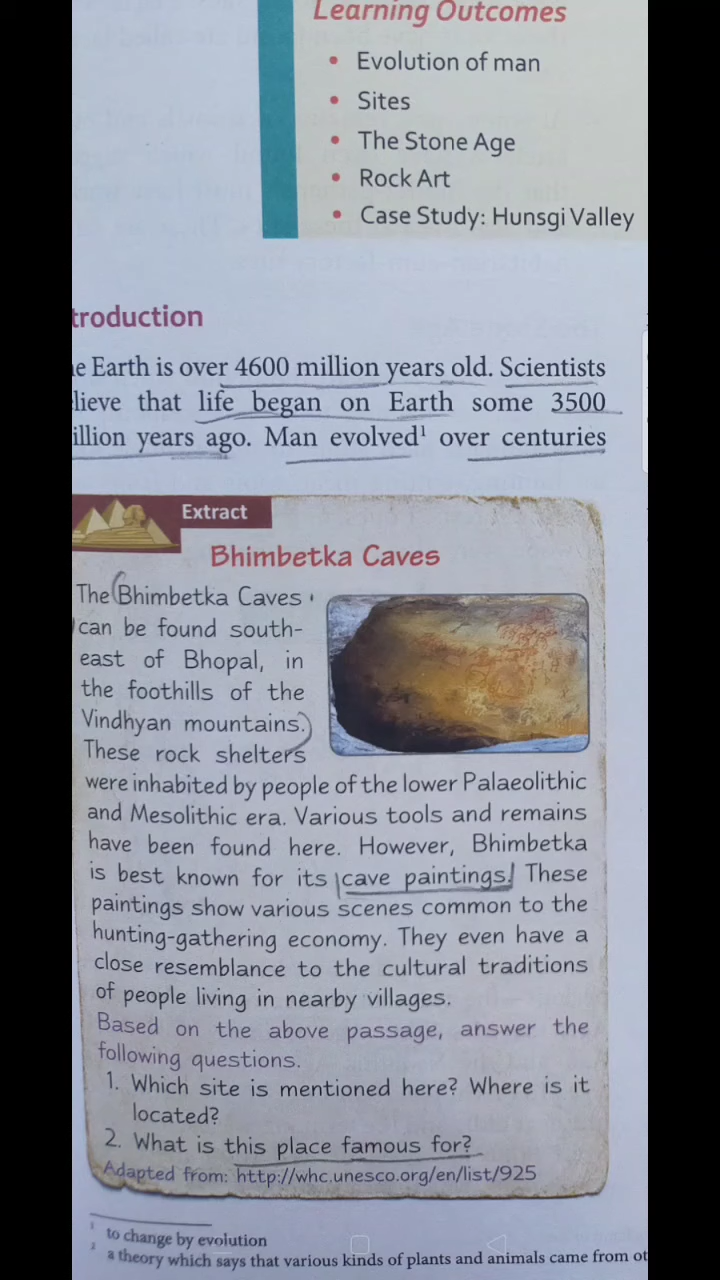 Learning Outcomes
• Evolution of man
• Sites
• The Stone Age
• Rock Art
• Case Study: Hunsgi Valley
troduction
e Earth is over 4600 million years old. Scientists
lieve that life began on Earth some 3500
illion years ago. Man evolved¹ over centuries
Extract
Bhimbetka Caves
The Bhimbetka Caves
can be found south-
east of Bhopal, in
the foothills of the
Vindhyan mountains.
These rock shelters
were inhabited by people of the lower Palaeolithic
and Mesolithic era. Various tools and remains
have been found here. However, Bhimbetka
is best known for its cave paintings. These
paintings show various scenes common to the
hunting-gathering economy. They even have a
close resemblance to the cultural traditions
of people living in nearby villages.
Based on the above passage, answer the
following questions.
1. Which site is mentioned here? Where is it
located?
2. What is this place famous for?
Adapted from: http://whc.unesco.org/en/list/925
¹ to change by evolution
² a theory which says that various kinds of plants and animals came from ot